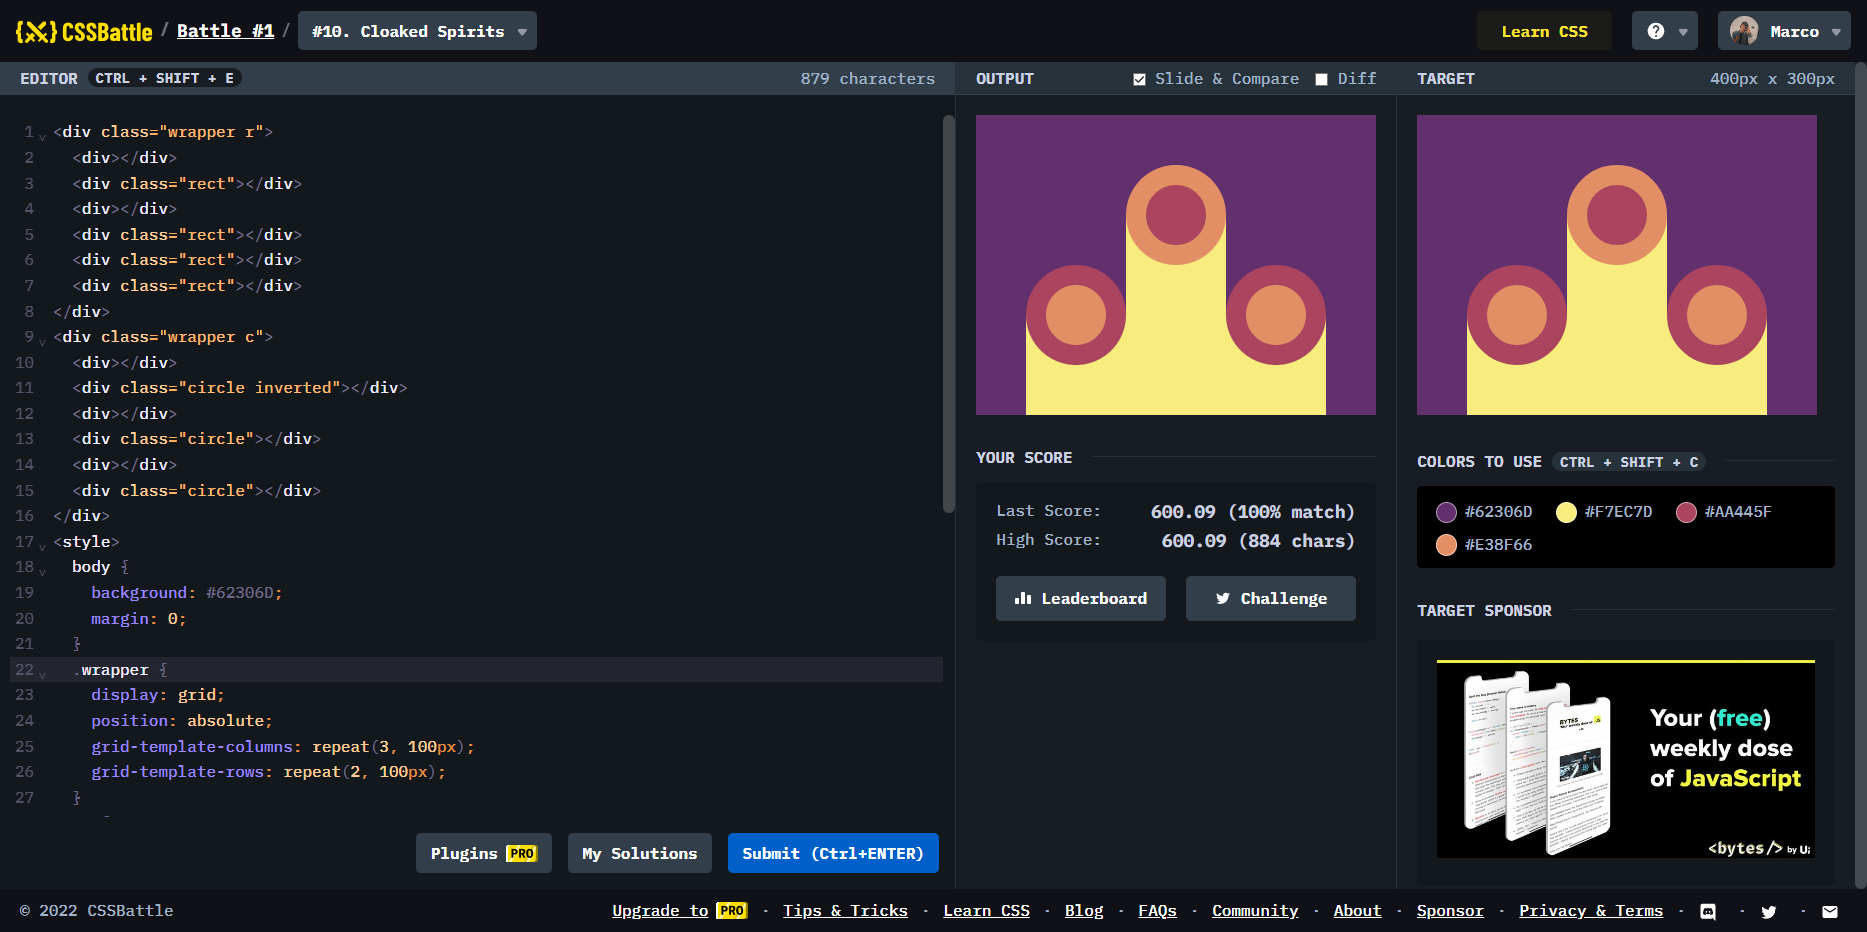 {X} CSSBattle / Battle #1 / #10. Cloaked Spirits
Learn CSS
?
Marco
EDITOR CTRL + SHIFT + E
879 characters
1 <div class="wrapper r">
2 <div></div>
3 <div class="rect"></div>
4 <div></div>
5 <div class="rect"></div>
6 <div class="rect"></div>
7 <div class="rect"></div>
8 </div>
9 <div class="wrapper c">
10 <div></div>
11 <div class="circle inverted"></div>
12 <div></div>
13 <div class="circle"></div>
14 <div></div>
15 <div class="circle"></div>
16 </div>
17 <style>
18 body {
19 background: #62306D;
20 margin: 0;
21 }
22 .wrapper {
23 display: grid;
24 position: absolute;
25 grid-template-columns: repeat(3, 100px);
26 grid-template-rows: repeat(2, 100px);
27 }
Plugins PRO
My Solutions
Submit (Ctrl+ENTER)
OUTPUT
Slide & Compare
Diff
YOUR SCORE
Last Score: 600.09 (100% match)
High Score: 600.09 (884 chars)
Leaderboard
Challenge
TARGET
400px x 300px
COLORS TO USE CTRL + SHIFT + C
#62306D #F7EC7D #AA445F
#E38F66
TARGET SPONSOR
BYTES
Your (free)
weekly dose
of JavaScript
<bytes/> by U;
© 2022 CSSBattle
Upgrade to PRO · Tips & Tricks · Learn CSS · Blog · FAQs · Community · About · Sponsor · Privacy & Terms · · ·